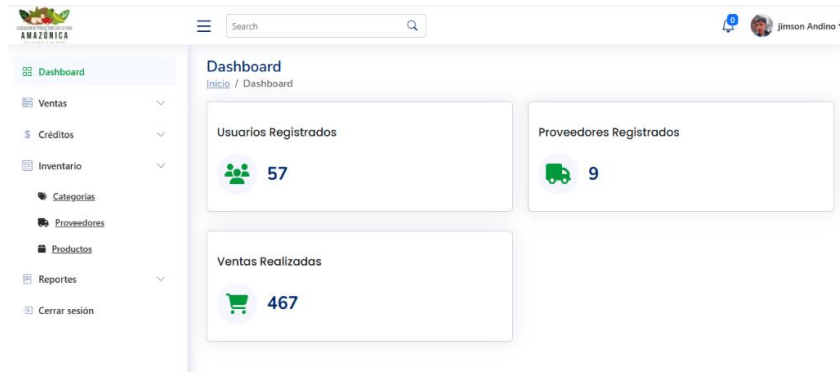 AMAZÓNICA
Search
0
jimson Andino
Dashboard
Ventas
Créditos
Inventario
Categorías
Proveedores
Productos
Reportes
Cerrar sesión
Dashboard
Inicio / Dashboard
Usuarios Registrados
57
Proveedores Registrados
9
Ventas Realizadas
467